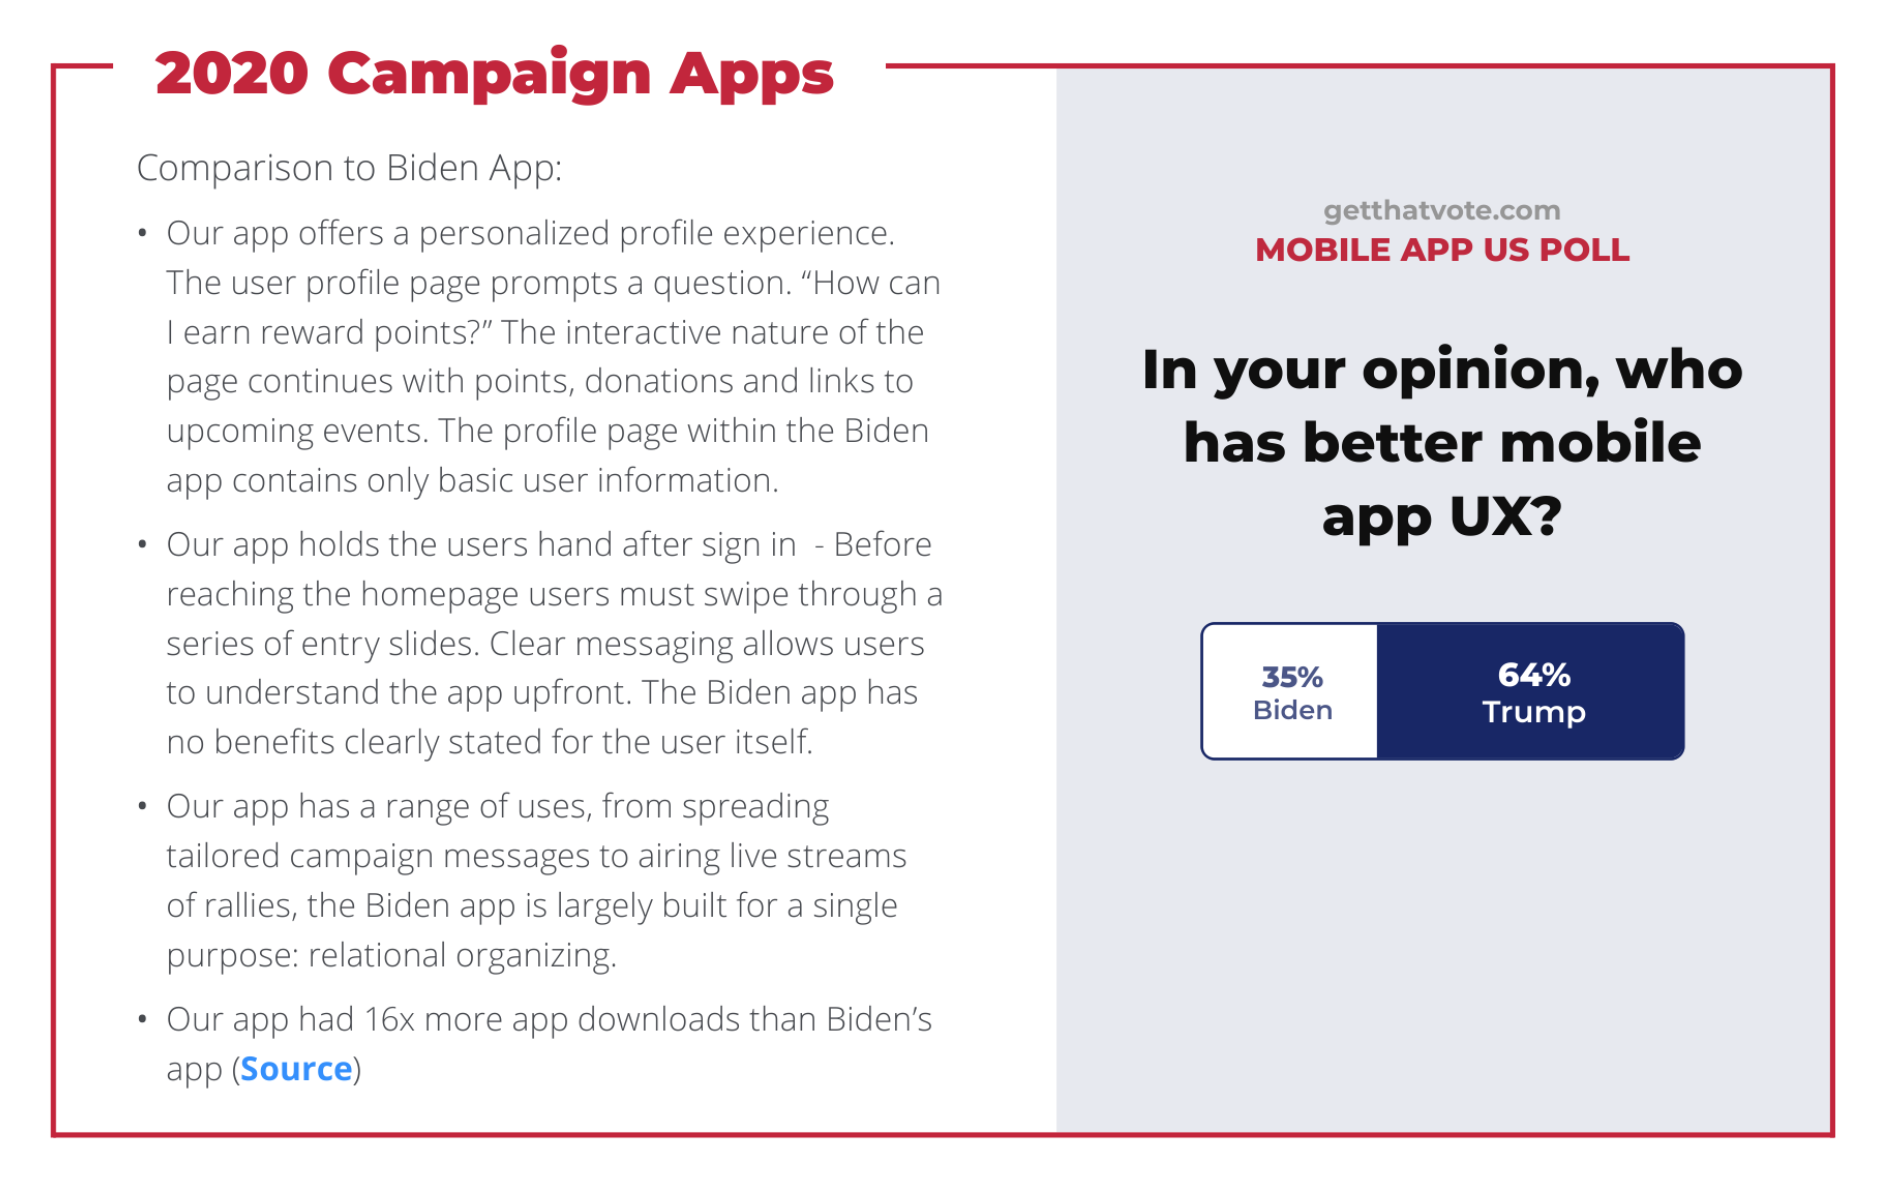 2020 Campaign Apps
Comparison to Biden App:
• Our app offers a personalized profile experience.
The user profile page prompts a question. “How can
I earn reward points?” The interactive nature of the
page continues with points, donations and links to
upcoming events. The profile page within the Biden
app contains only basic user information.
• Our app holds the users hand after sign in  - Before
reaching the homepage users must swipe through a
series of entry slides. Clear messaging allows users
to understand the app upfront. The Biden app has
no benefits clearly stated for the user itself.
• Our app has a range of uses, from spreading
tailored campaign messages to airing live streams
of rallies, the Biden app is largely built for a single
purpose: relational organizing.
• Our app had 16x more app downloads than Biden’s
app (Source)
getthatvote.com
MOBILE APP US POLL
In your opinion, who
has better mobile
app UX?
35%
Biden
64%
Trump